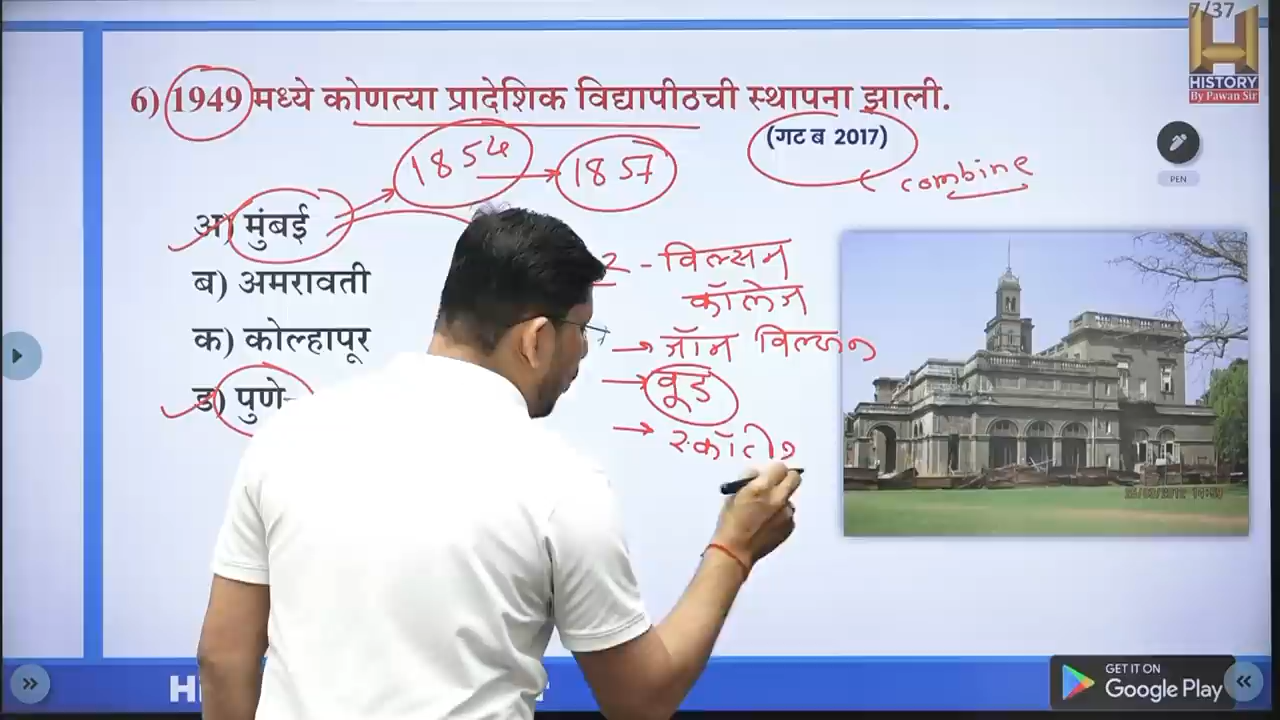 7/37
HISTORY
By Pawan Sir
6) 1949 मध्ये कोणत्या प्रादेशिक विद्यापीठची स्थापना झाली.
(गट ब 2017)
combine
1854 → 1857
PEN
अ) मुंबई
ब) अमरावती
क) कोल्हापूर
ड) पुणे
2 - विल्सन
कॉलेज
→ जॉन विल्सन
→ वूड
→ स्कॉटी
GET IT ON
Google Play